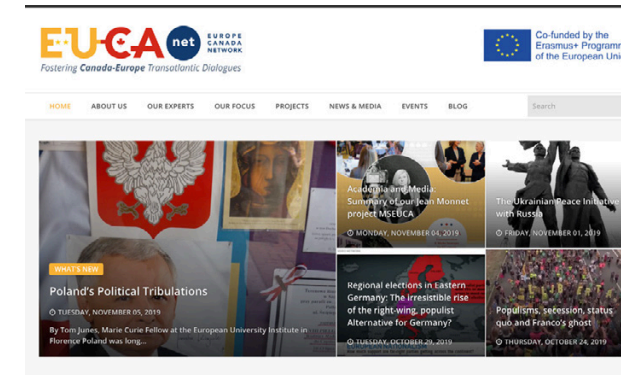 EU-CAnet EUROPE
CANADA
NETWORK
Fostering Canada-Europe Transatlantic Dialogues
Co-funded by the
Erasmus+ Programm
of the European Uni
HOME ABOUT US OUR EXPERTS OUR FOCUS PROJECTS NEWS & MEDIA EVENTS BLOG Search
WHAT'S NEW
Poland's Political Tribulations
TUESDAY, NOVEMBER 05, 2019
By Tom Junes, Marie Curie Fellow at the European University Institute in
Florence Poland was long...
Academia and Media:
Summary of our Jean Monnet
project MSEUCA
MONDAY, NOVEMBER 04, 2019
The Ukrainian Peace Initiative
with Russia
FRIDAY, NOVEMBER 01, 2019
Regional elections in Eastern
Germany: The irresistible rise
of the right-wing, populist
Alternative for Germany?
TUESDAY, OCTOBER 29, 2019
Populisms, secession, status
quo and Franco's ghost
THURSDAY, OCTOBER 24, 2019